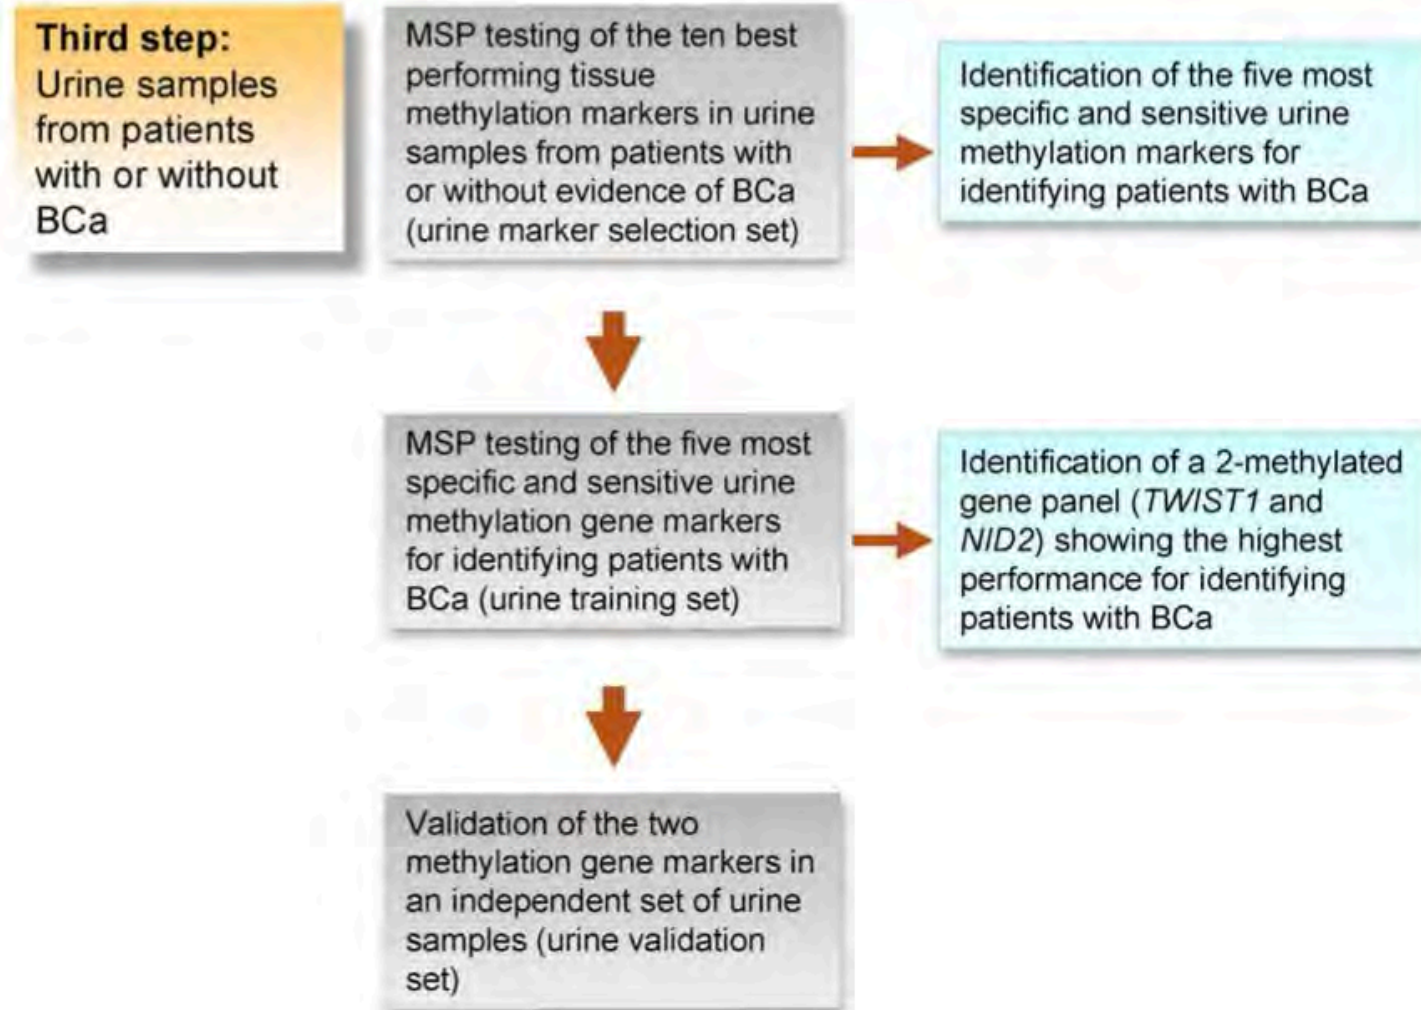 Third step:
Urine samples
from patients
with or without
BCa
MSP testing of the ten best
performing tissue
methylation markers in urine
samples from patients with
or without evidence of BCa
(urine marker selection set)
Identification of the five most
specific and sensitive urine
methylation markers for
identifying patients with BCa
MSP testing of the five most
specific and sensitive urine
methylation gene markers
for identifying patients with
BCa (urine training set)
Identification of a 2-methylated
gene panel (TWIST1 and
NID2) showing the highest
performance for identifying
patients with BCa
Validation of the two
methylation gene markers in
an independent set of urine
samples (urine validation
set)